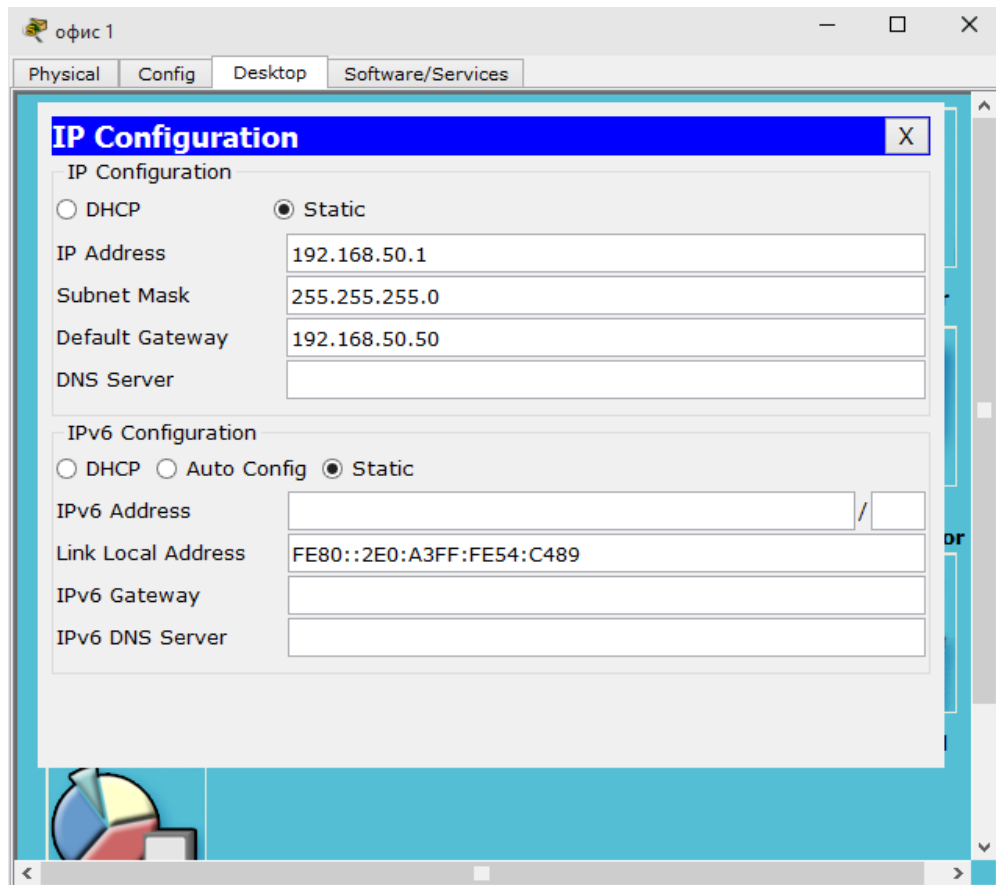 офис 1
Physical Config Desktop Software/Services
IP Configuration X
IP Configuration
DHCP Static
IP Address 192.168.50.1
Subnet Mask 255.255.255.0
Default Gateway 192.168.50.50
DNS Server
IPv6 Configuration
DHCP Auto Config Static
IPv6 Address /
Link Local Address FE80::2E0:A3FF:FE54:C489
or
IPv6 Gateway
IPv6 DNS Server